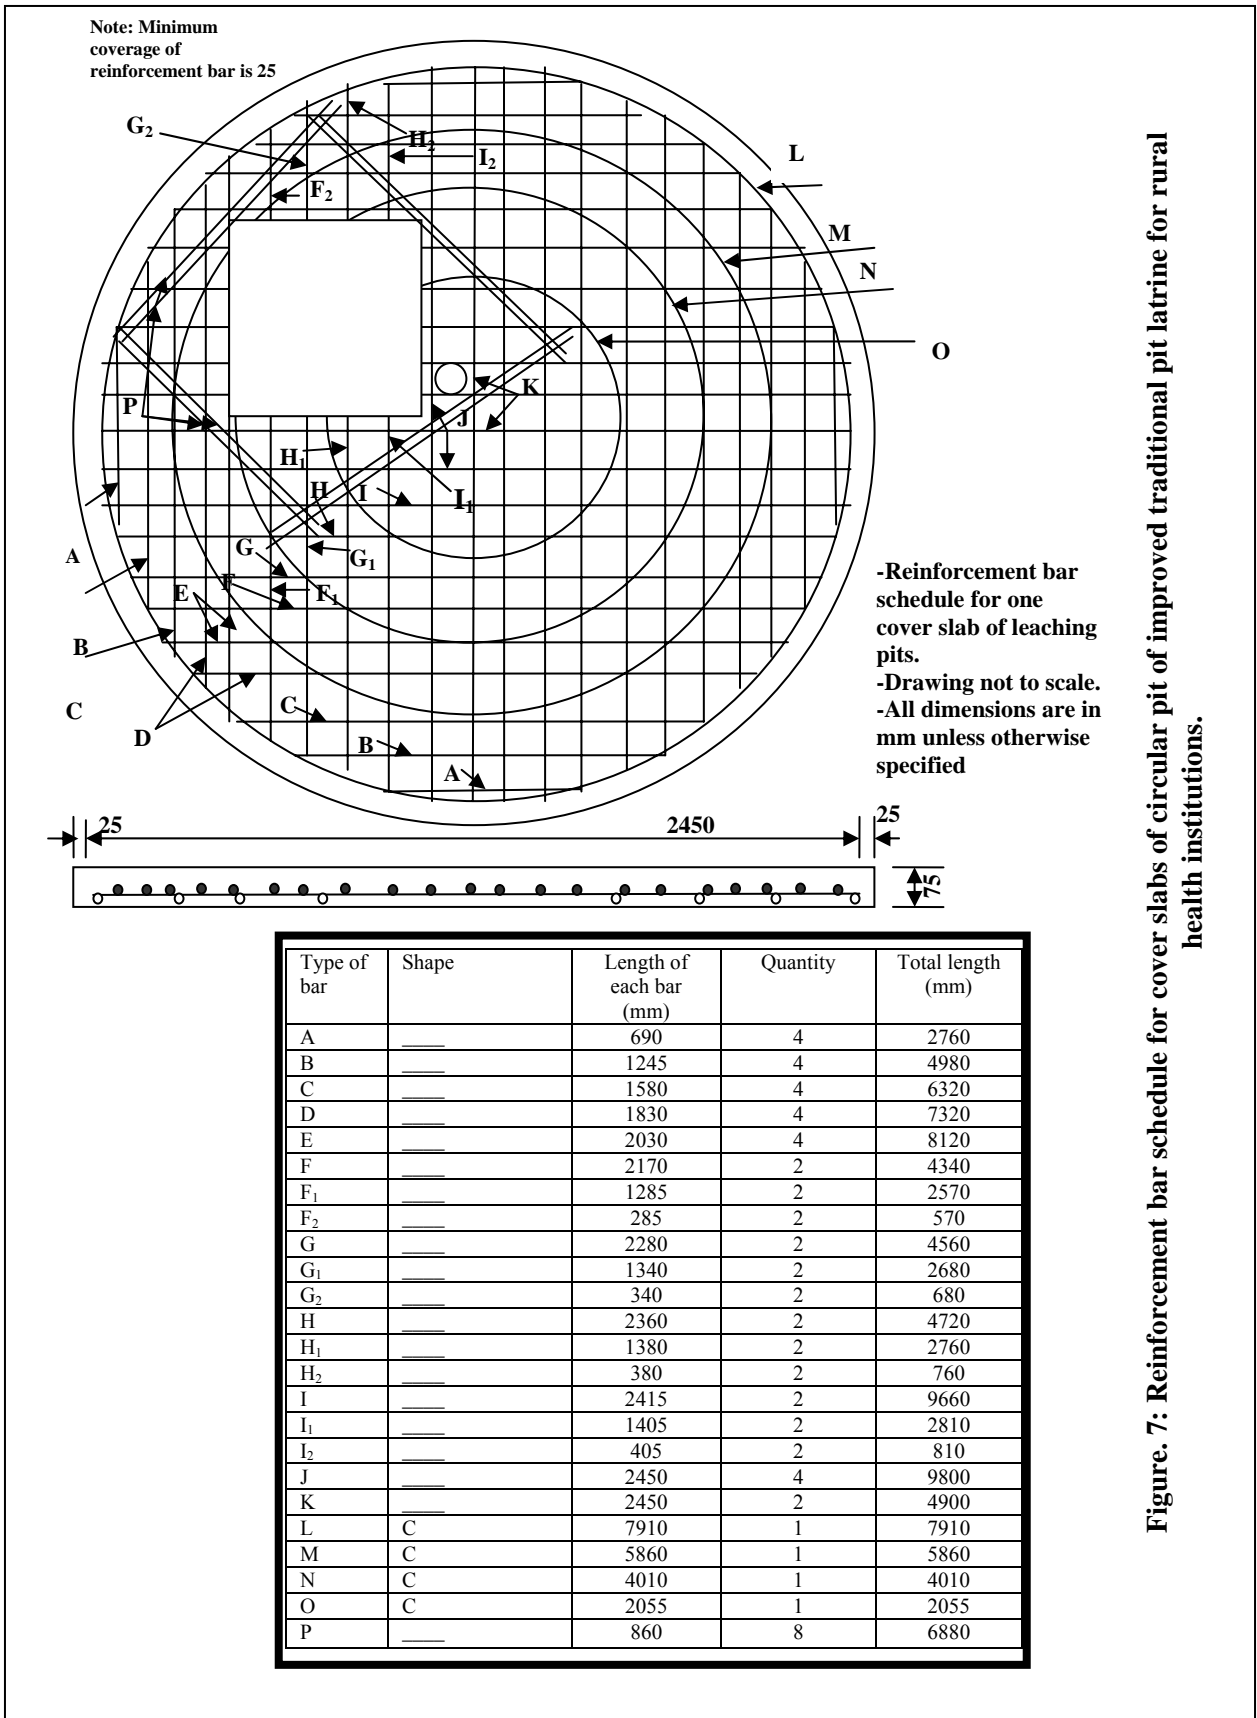 Note: Minimum
coverage of
reinforcement bar is 25
G₂
H₂
I₂
L
F₂
M
N
O
P
K
J
H₁
H
I
I₁
G
G₁
A
F
F₁
E
B
C
D
C
B
A
-Reinforcement bar
schedule for one
cover slab of leaching
pits.
-Drawing not to scale.
-All dimensions are in
mm unless otherwise
specified
25
2450
25
75
Type of bar Shape Length of each bar (mm) Quantity Total length (mm)
A ____ 690 4 2760
B ____ 1245 4 4980
C ____ 1580 4 6320
D ____ 1830 4 7320
E ____ 2030 4 8120
F ____ 2170 2 4340
F₁ ____ 1285 2 2570
F₂ ____ 285 2 570
G ____ 2280 2 4560
G₁ ____ 1340 2 2680
G₂ ____ 340 2 680
H ____ 2360 2 4720
H₁ ____ 1380 2 2760
H₂ ____ 380 2 760
I ____ 2415 2 9660
I₁ ____ 1405 2 2810
I₂ ____ 405 2 810
J ____ 2450 4 9800
K ____ 2450 2 4900
L C 7910 1 7910
M C 5860 1 5860
N C 4010 1 4010
O C 2055 1 2055
P ____ 860 8 6880
Figure. 7: Reinforcement bar schedule for cover slabs of circular pit of improved traditional pit latrine for rural
health institutions.